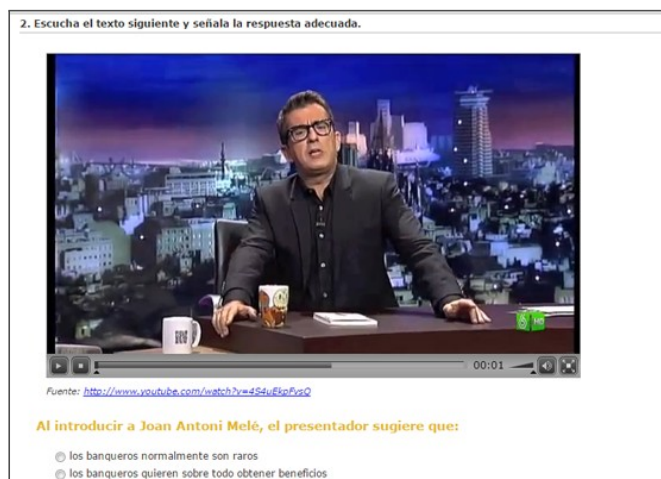 2. Escucha el texto siguiente y señala la respuesta adecuada.
00:01
Fuente: http://www.youtube.com/watch?v=4S4uEkpFvsQ
Al introducir a Joan Antoni Melé, el presentador sugiere que:
los banqueros normalmente son raros
los banqueros quieren sobre todo obtener beneficios